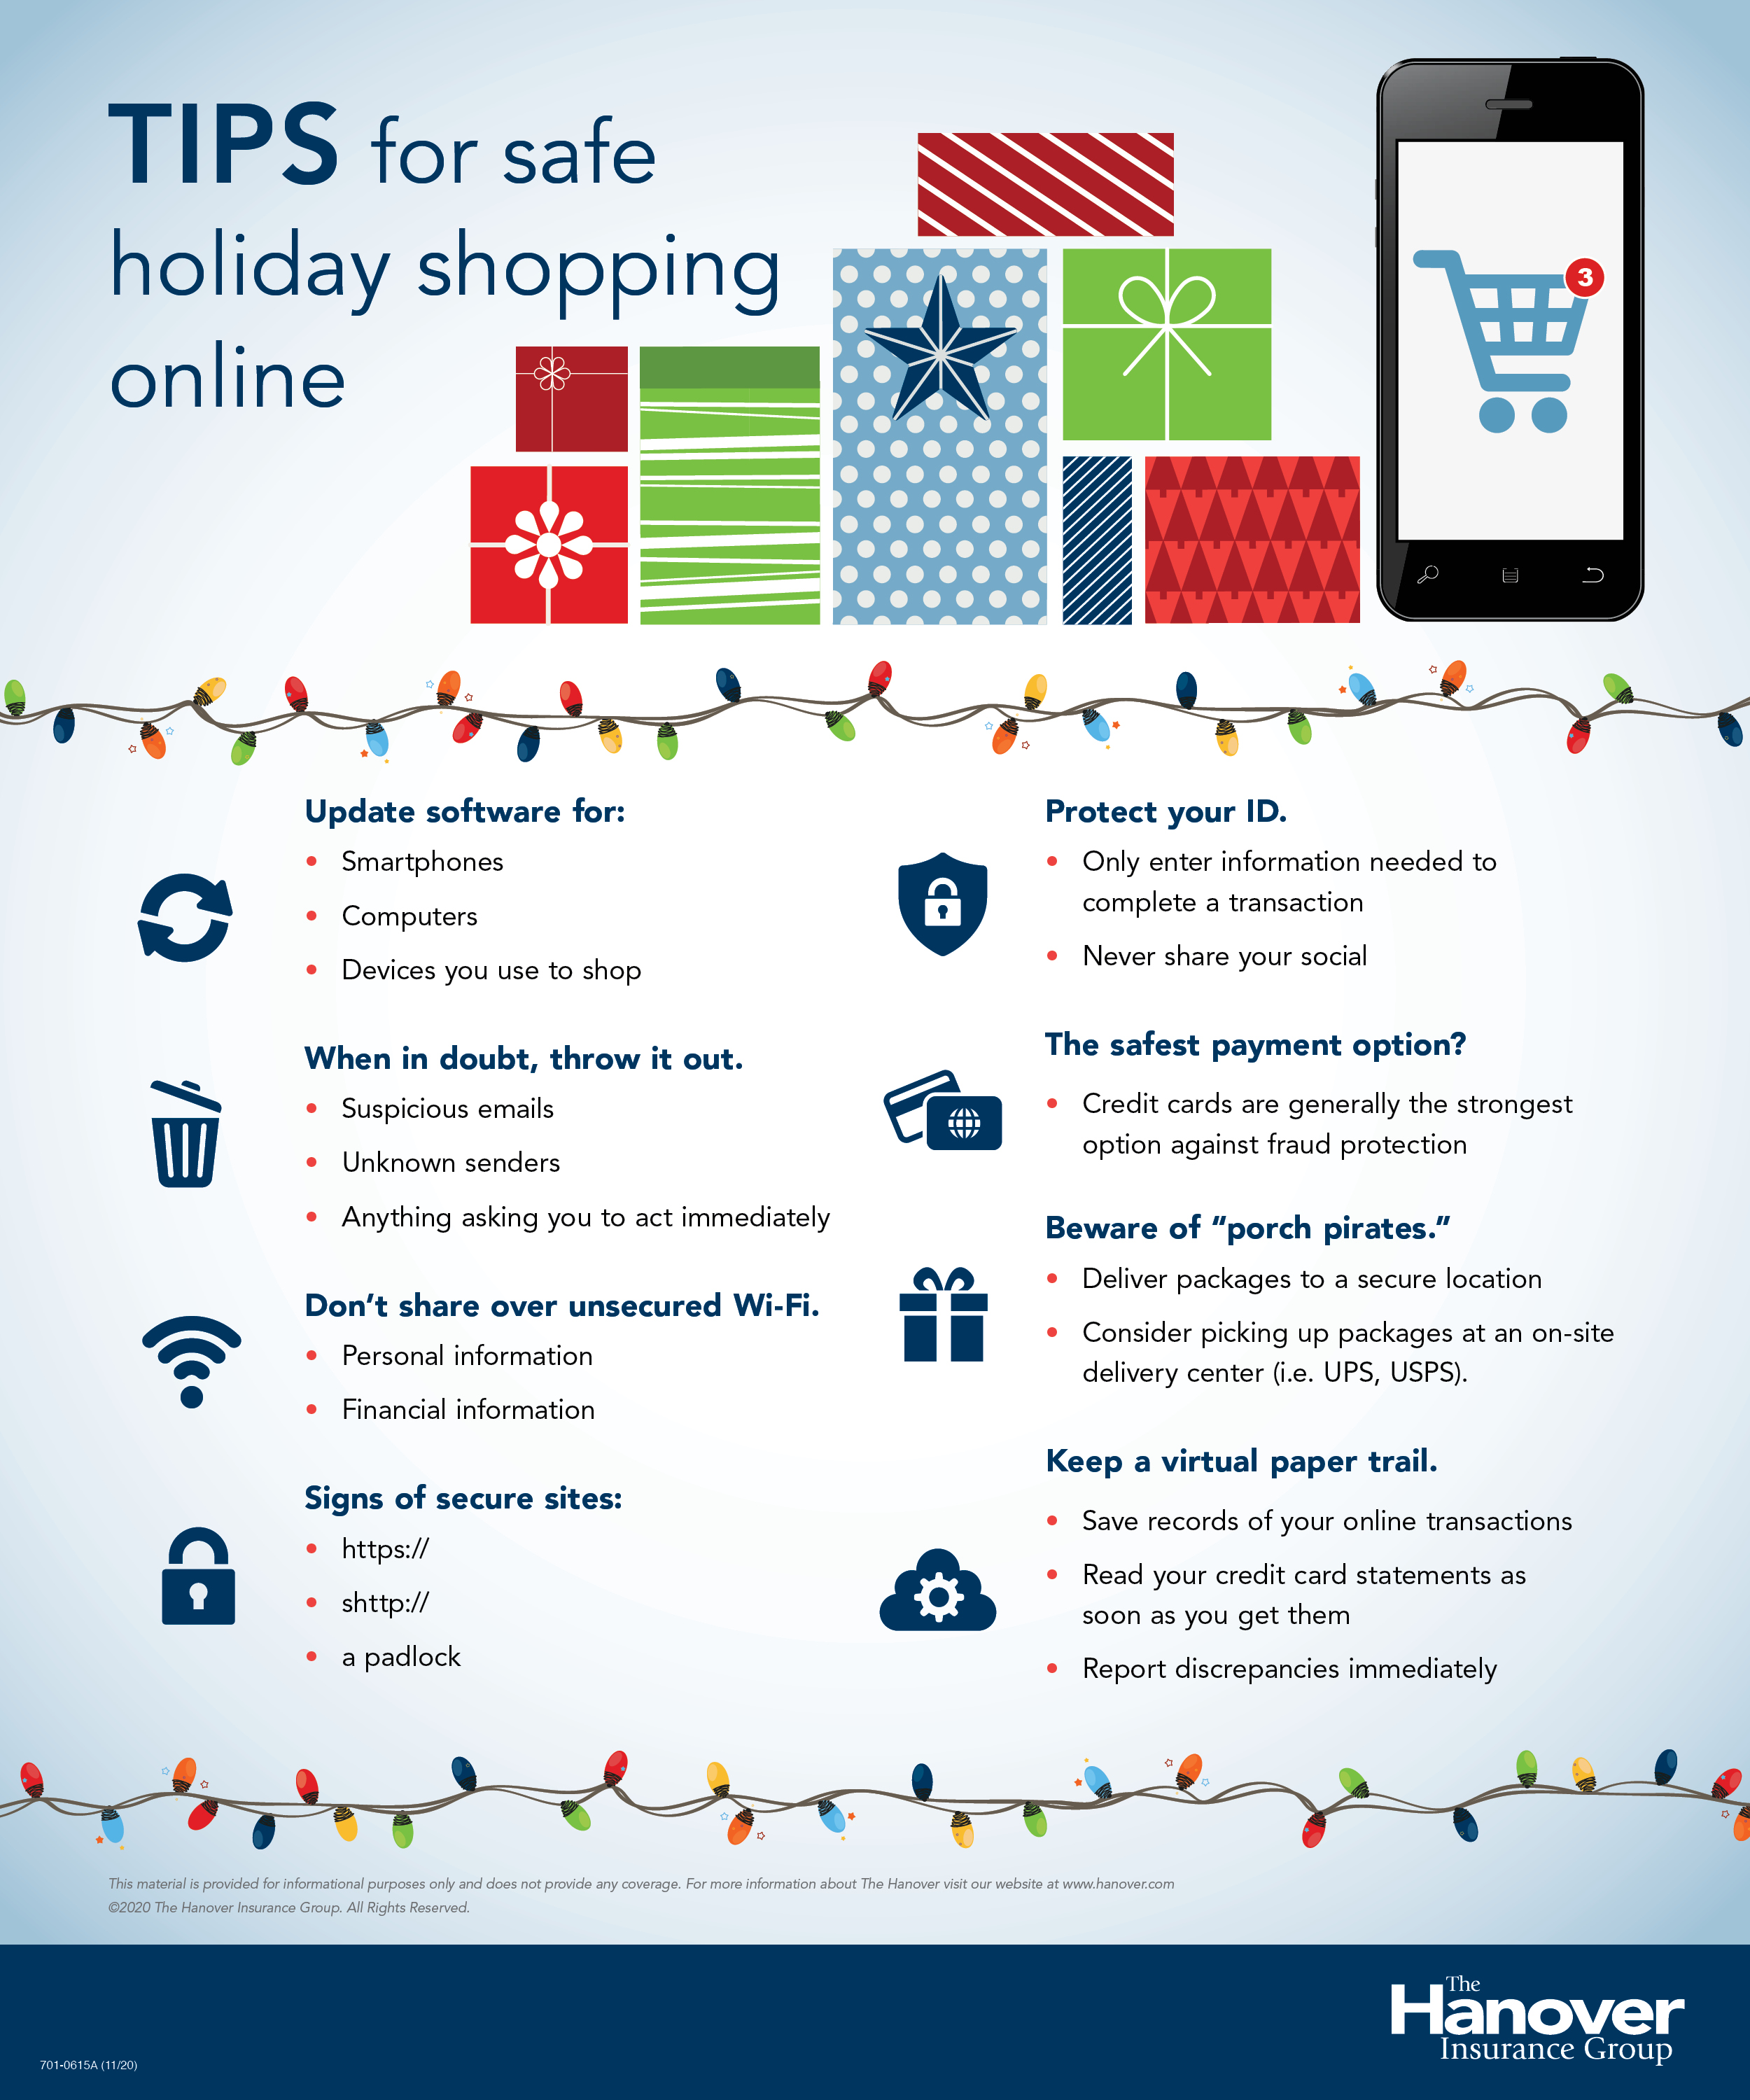 TIPS for safe
holiday shopping
online
3
Update software for:
• Smartphones
• Computers
• Devices you use to shop
When in doubt, throw it out.
• Suspicious emails
• Unknown senders
• Anything asking you to act immediately
Don’t share over unsecured Wi-Fi.
• Personal information
• Financial information
Signs of secure sites:
• https://
• shttp://
• a padlock
Protect your ID.
• Only enter information needed to
complete a transaction
• Never share your social
The safest payment option?
• Credit cards are generally the strongest
option against fraud protection
Beware of “porch pirates.”
• Deliver packages to a secure location
• Consider picking up packages at an on-site
delivery center (i.e. UPS, USPS).
Keep a virtual paper trail.
• Save records of your online transactions
• Read your credit card statements as
soon as you get them
• Report discrepancies immediately
This material is provided for informational purposes only and does not provide any coverage. For more information about The Hanover visit our website at www.hanover.com
©2020 The Hanover Insurance Group. All Rights Reserved.
The
Hanover
Insurance Group
701-0615A (11/20)